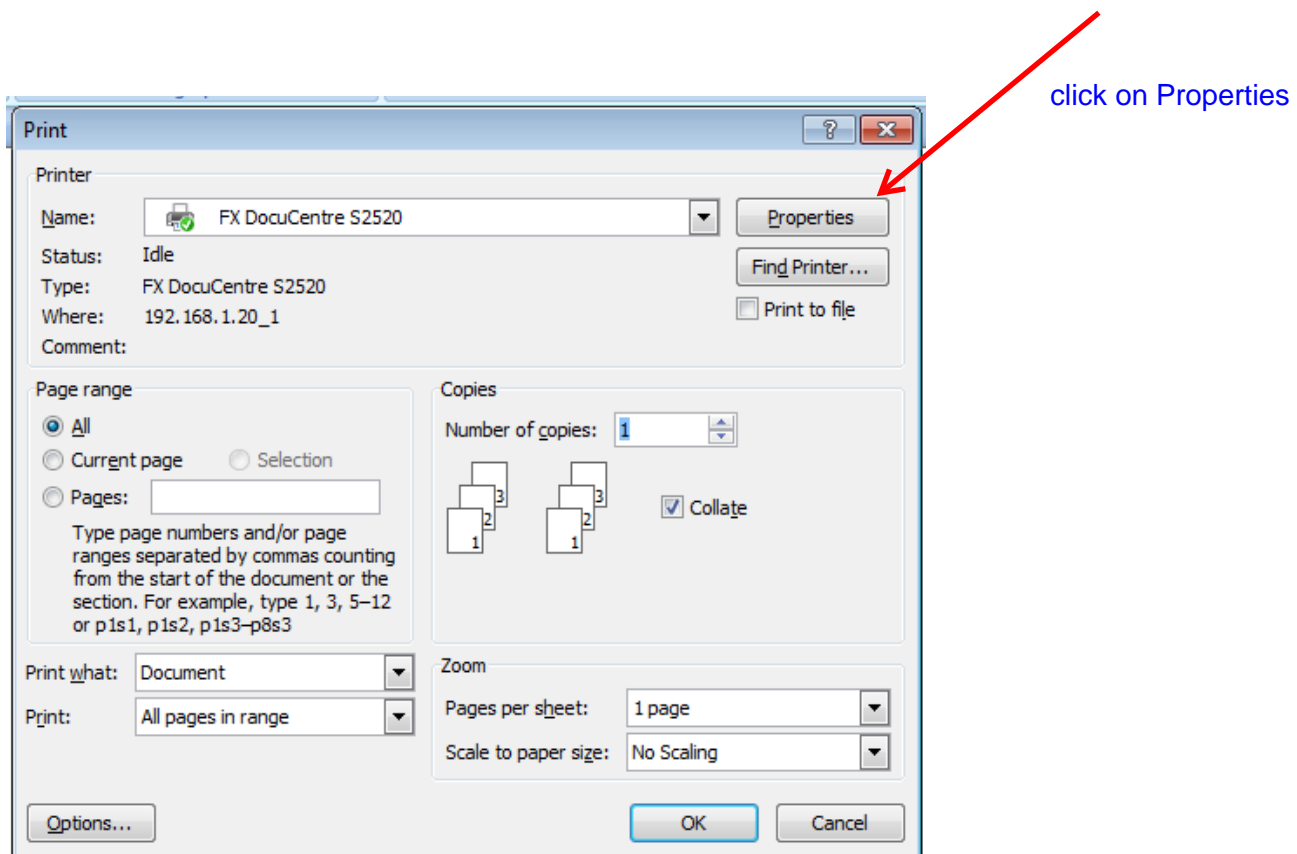 click on Properties
Print
Printer
Name: FX DocuCentre S2520 Properties
Status: Idle
Find Printer...
Type: FX DocuCentre S2520
Where: 192.168.1.20_1 Print to file
Comment:
Page range
All
Current page Selection
Pages:
Type page numbers and/or page
ranges separated by commas counting
from the start of the document or the
section. For example, type 1, 3, 5–12
or p1s1, p1s2, p1s3–p8s3
Copies
Number of copies: 1
3 3
2 2
1 1
Collate
Print what: Document
Print: All pages in range
Zoom
Pages per sheet: 1 page
Scale to paper size: No Scaling
Options... OK Cancel